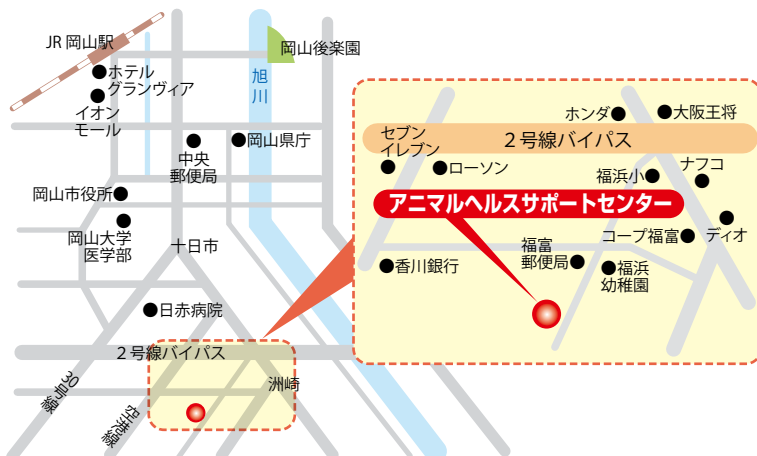 JR 岡山駅
ホテル
グランヴィア
イオン
モール
岡山後楽園
旭川
中央
郵便局
岡山県庁
岡山市役所
岡山大学
医学部
十日市
日赤病院
２号線バイパス
洲崎
30号線
空港線
ホンダ
大阪王将
２号線バイパス
セブン
イレブン
ローソン
福浜小
ナフコ
アニマルヘルスサポートセンター
コープ福富
ディオ
香川銀行
福富
郵便局
福浜
幼稚園